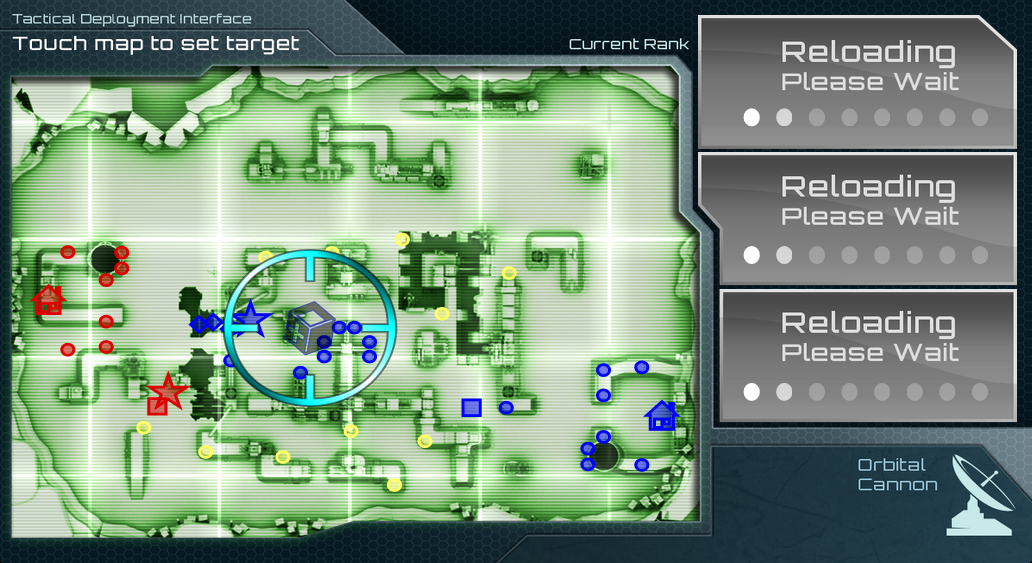 Tactical Deployment Interface
Touch map to set target
Current Rank
Reloading
Please Wait
Reloading
Please Wait
Reloading
Please Wait
Orbital
Cannon